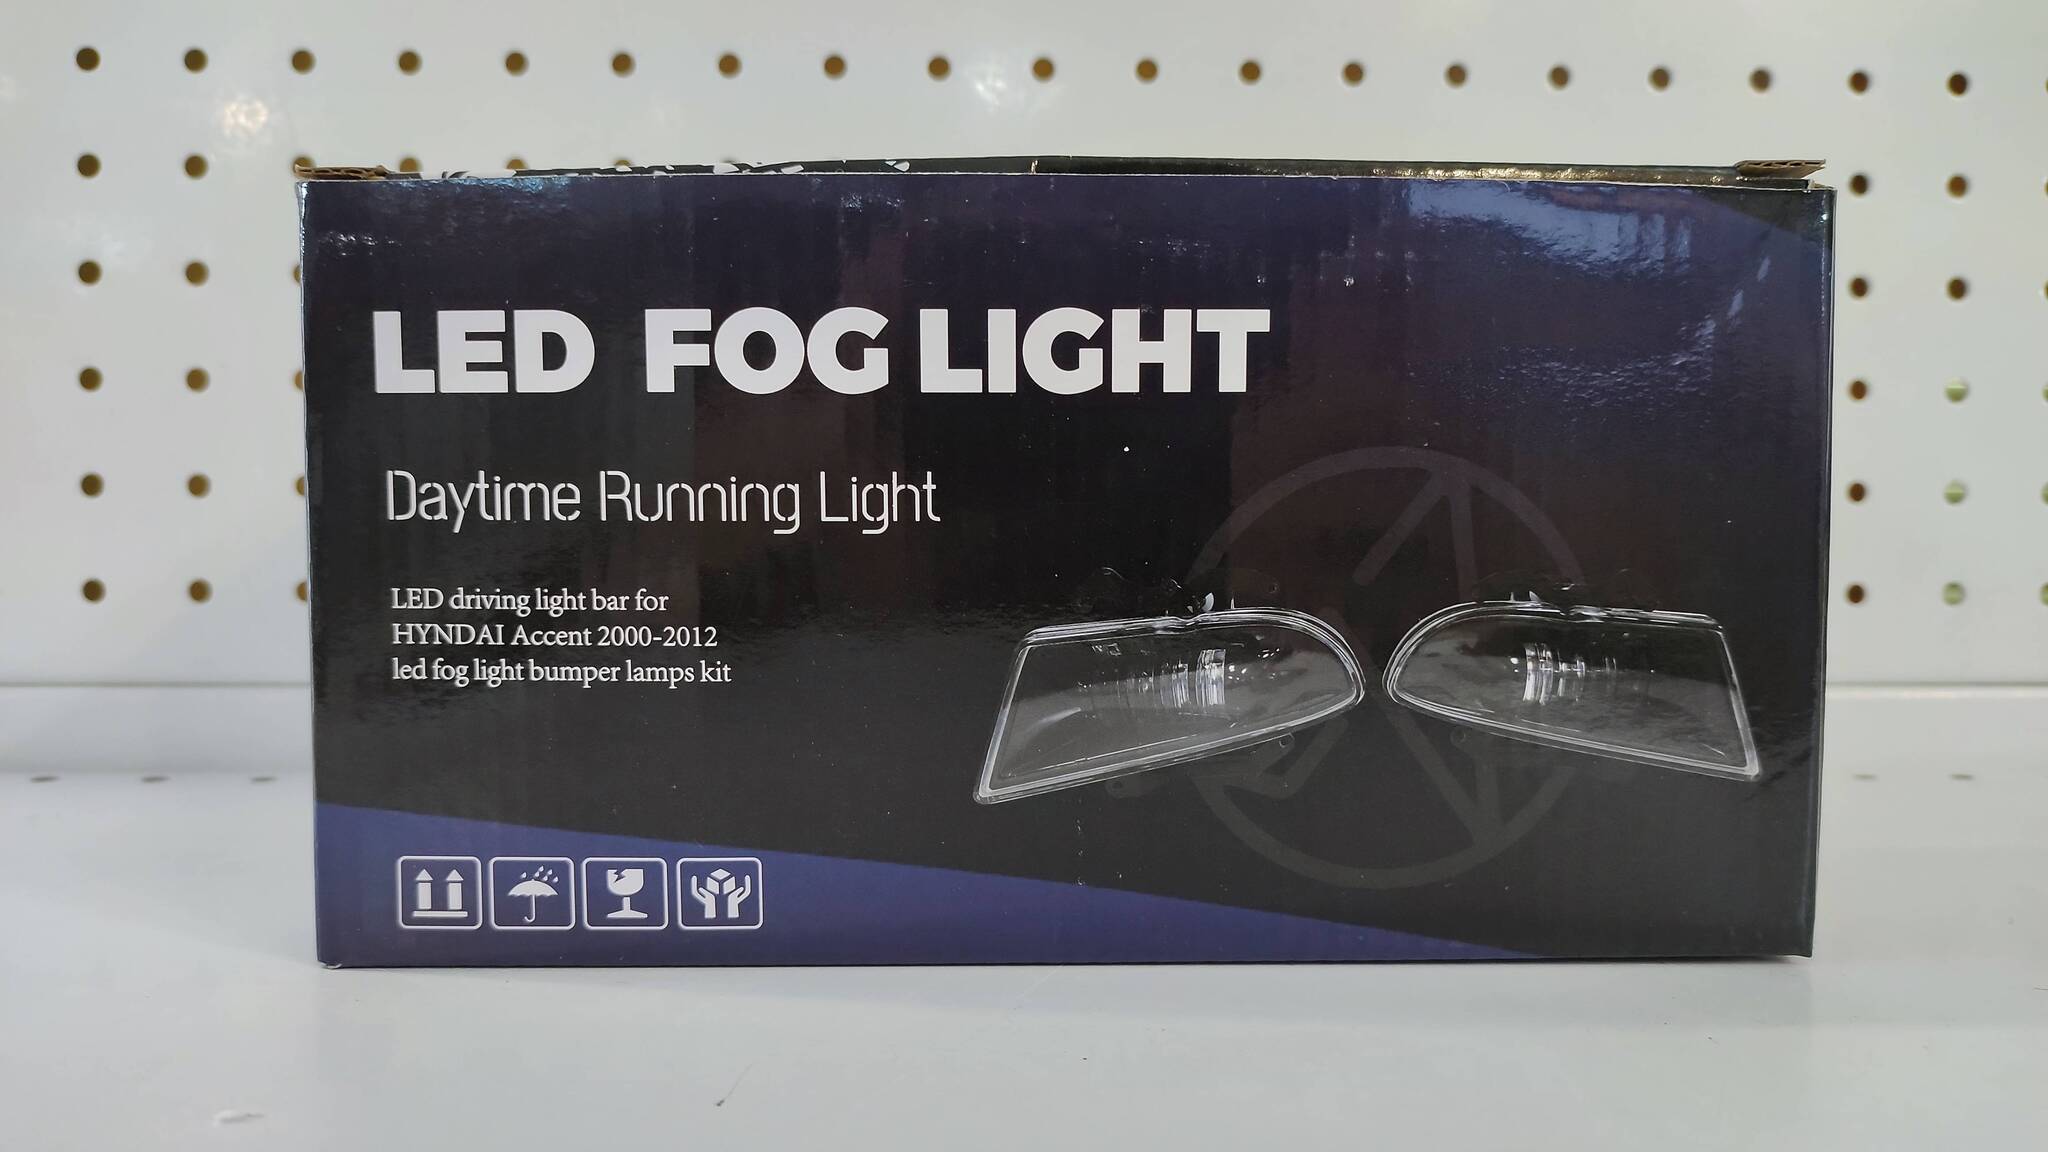 LED FOG LIGHT
Daytime Running Light
LED driving light bar for
HYNDAI Accent 2000-2012
led fog light bumper lamps kit